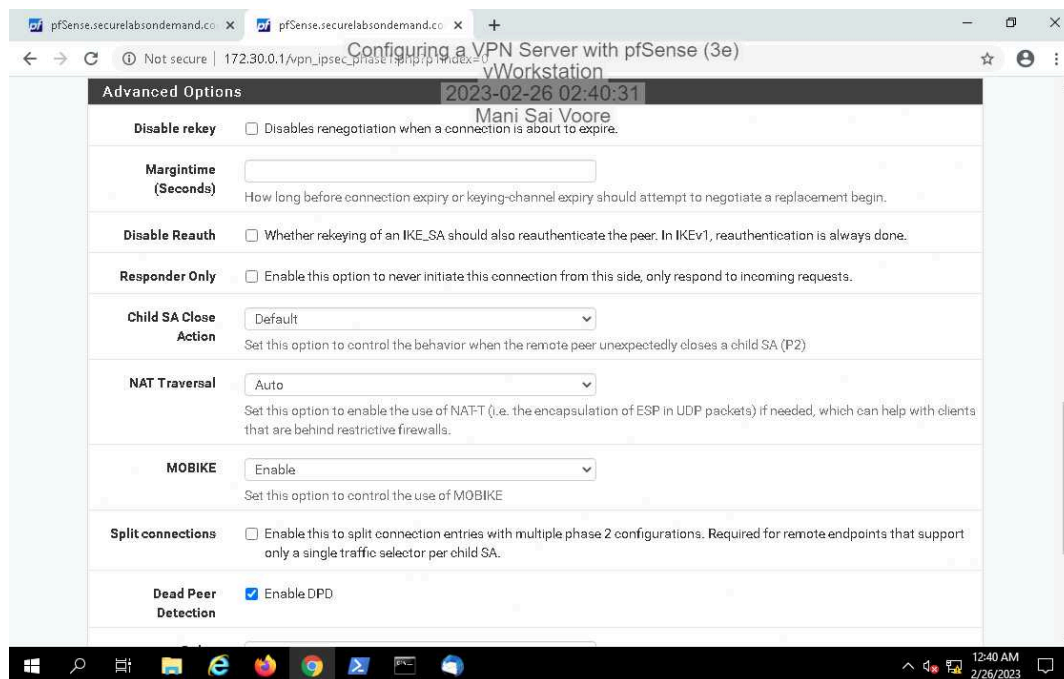 pfSense.securelabsondemand.co
pfSense.securelabsondemand.co
Configuring a VPN Server with pfSense (3e)
Not secure | 172.30.0.1/vpn_ipsec_phase1.php?p1index=0
vWorkstation
Advanced Options
2023-02-26 02:40:31
Mani Sai Voore
Disable rekey
Disables renegotiation when a connection is about to expire.
Margintime
(Seconds)
How long before connection expiry or keying-channel expiry should attempt to negotiate a replacement begin.
Disable Reauth
Whether rekeying of an IKE_SA should also reauthenticate the peer. In IKEv1, reauthentication is always done.
Responder Only
Enable this option to never initiate this connection from this side, only respond to incoming requests.
Child SA Close
Action
Default
Set this option to control the behavior when the remote peer unexpectedly closes a child SA (P2)
NAT Traversal
Auto
Set this option to enable the use of NAT-T (i.e. the encapsulation of ESP in UDP packets) if needed, which can help with clients
that are behind restrictive firewalls.
MOBIKE
Enable
Set this option to control the use of MOBIKE
Split connections
Enable this to split connection entries with multiple phase 2 configurations. Required for remote endpoints that support
only a single traffic selector per child SA.
Dead Peer
Detection
Enable DPD
12:40 AM
2/26/2023